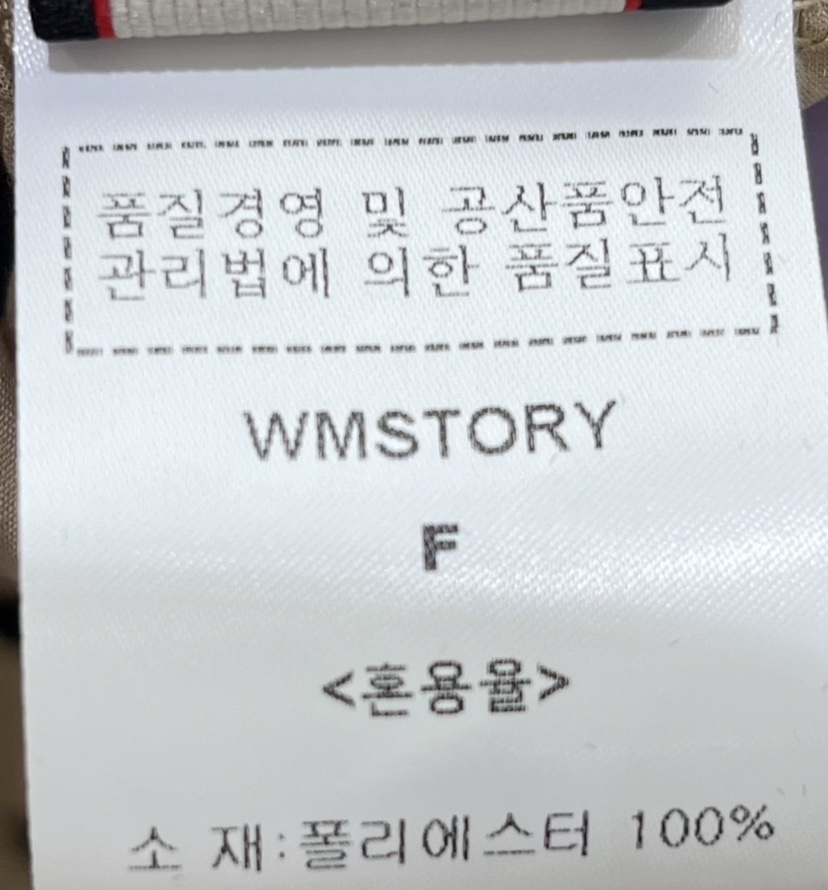 품질경영 및 공산품안전
관리법에 의한 품질표시
WMSTORY
F
<혼용율>
소 재:폴리에스터 100%